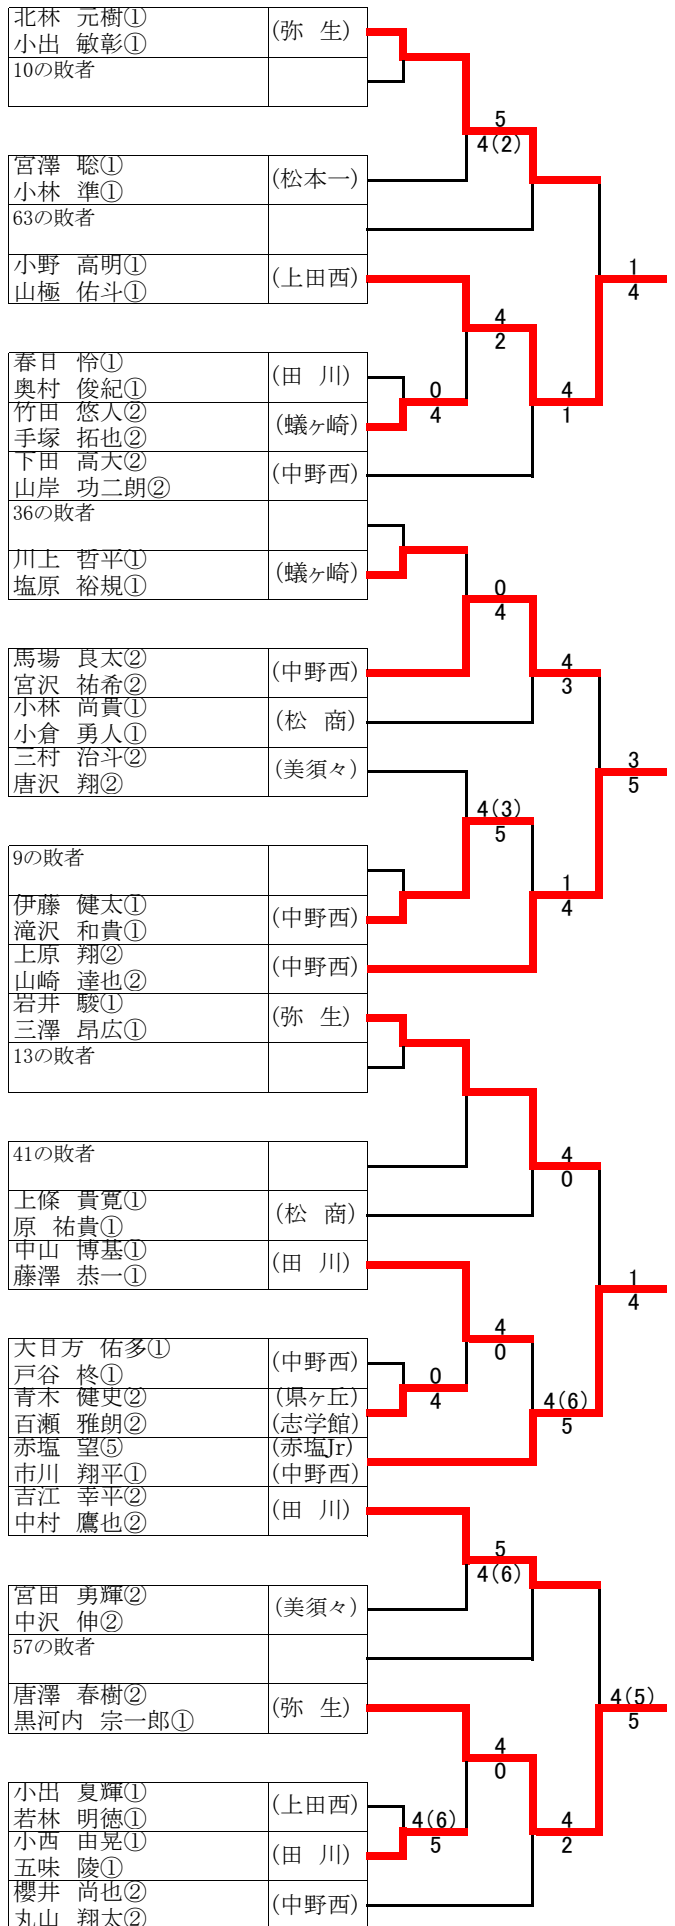 北林 元樹①
小出 敏彰①
(弥 生)
10の敗者
5
4(2)
宮澤 聡①
小林 準①
(松本一)
63の敗者
小野 高明①
山極 佑斗①
(上田西)
1
4
4
2
春日 怜①
奥村 俊紀①
(田 川)
0
4
4
1
竹田 悠人②
手塚 拓也②
(蟻ヶ崎)
下田 高大②
山岸 功二朗②
(中野西)
36の敗者
川上 哲平①
塩原 裕規①
(蟻ヶ崎)
0
4
馬場 良太②
宮沢 祐希②
(中野西)
4
3
小林 尚貴①
小倉 勇人①
(松 商)
三村 治斗②
唐沢 翔②
(美須々)
3
5
4(3)
5
9の敗者
伊藤 健太①
滝沢 和貴①
(中野西)
1
4
上原 翔②
山崎 達也②
(中野西)
岩井 駿①
三澤 昂広①
(弥 生)
13の敗者
41の敗者
4
0
上條 貴寛①
原 祐貴①
(松 商)
中山 博基①
藤澤 恭一①
(田 川)
1
4
4
0
大日方 佑多①
戸谷 柊①
(中野西)
0
4
青木 健史②
百瀬 雅朗②
(県ヶ丘)
(志学館)
4(6)
5
赤塩 望⑤
市川 翔平①
(赤塩Jr)
(中野西)
吉江 幸平②
中村 鷹也②
(田 川)
5
4(6)
宮田 勇輝②
中沢 伸②
(美須々)
57の敗者
唐澤 春樹②
黒河内 宗一郎①
(弥 生)
4(5)
5
4
0
小出 夏輝①
若林 明徳①
(上田西)
4(6)
5
4
2
小西 由晃①
五味 陵①
(田 川)
櫻井 尚也②
丸山 翔太②
(中野西)